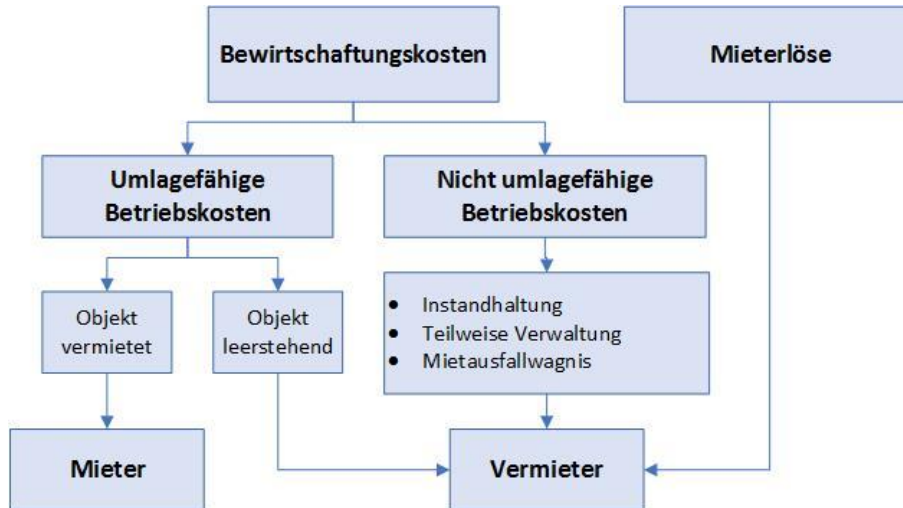 Bewirtschaftungskosten
Mieterlöse
Umlagefähige
Betriebskosten
Nicht umlagefähige
Betriebskosten
Objekt
vermietet
Objekt
leerstehend
• Instandhaltung
• Teilweise Verwaltung
• Mietausfallwagnis
Mieter
Vermieter